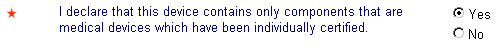 I declare that this device contains only components that are Yes
medical devices which have been individually certified. No